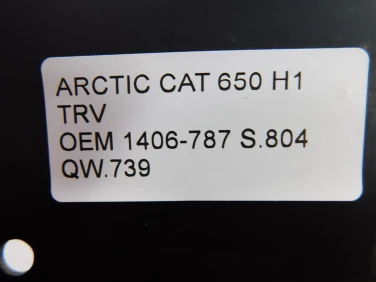 ARCTIC CAT 650 H1
TRV
OEM 1406-787 S.804
QW.739